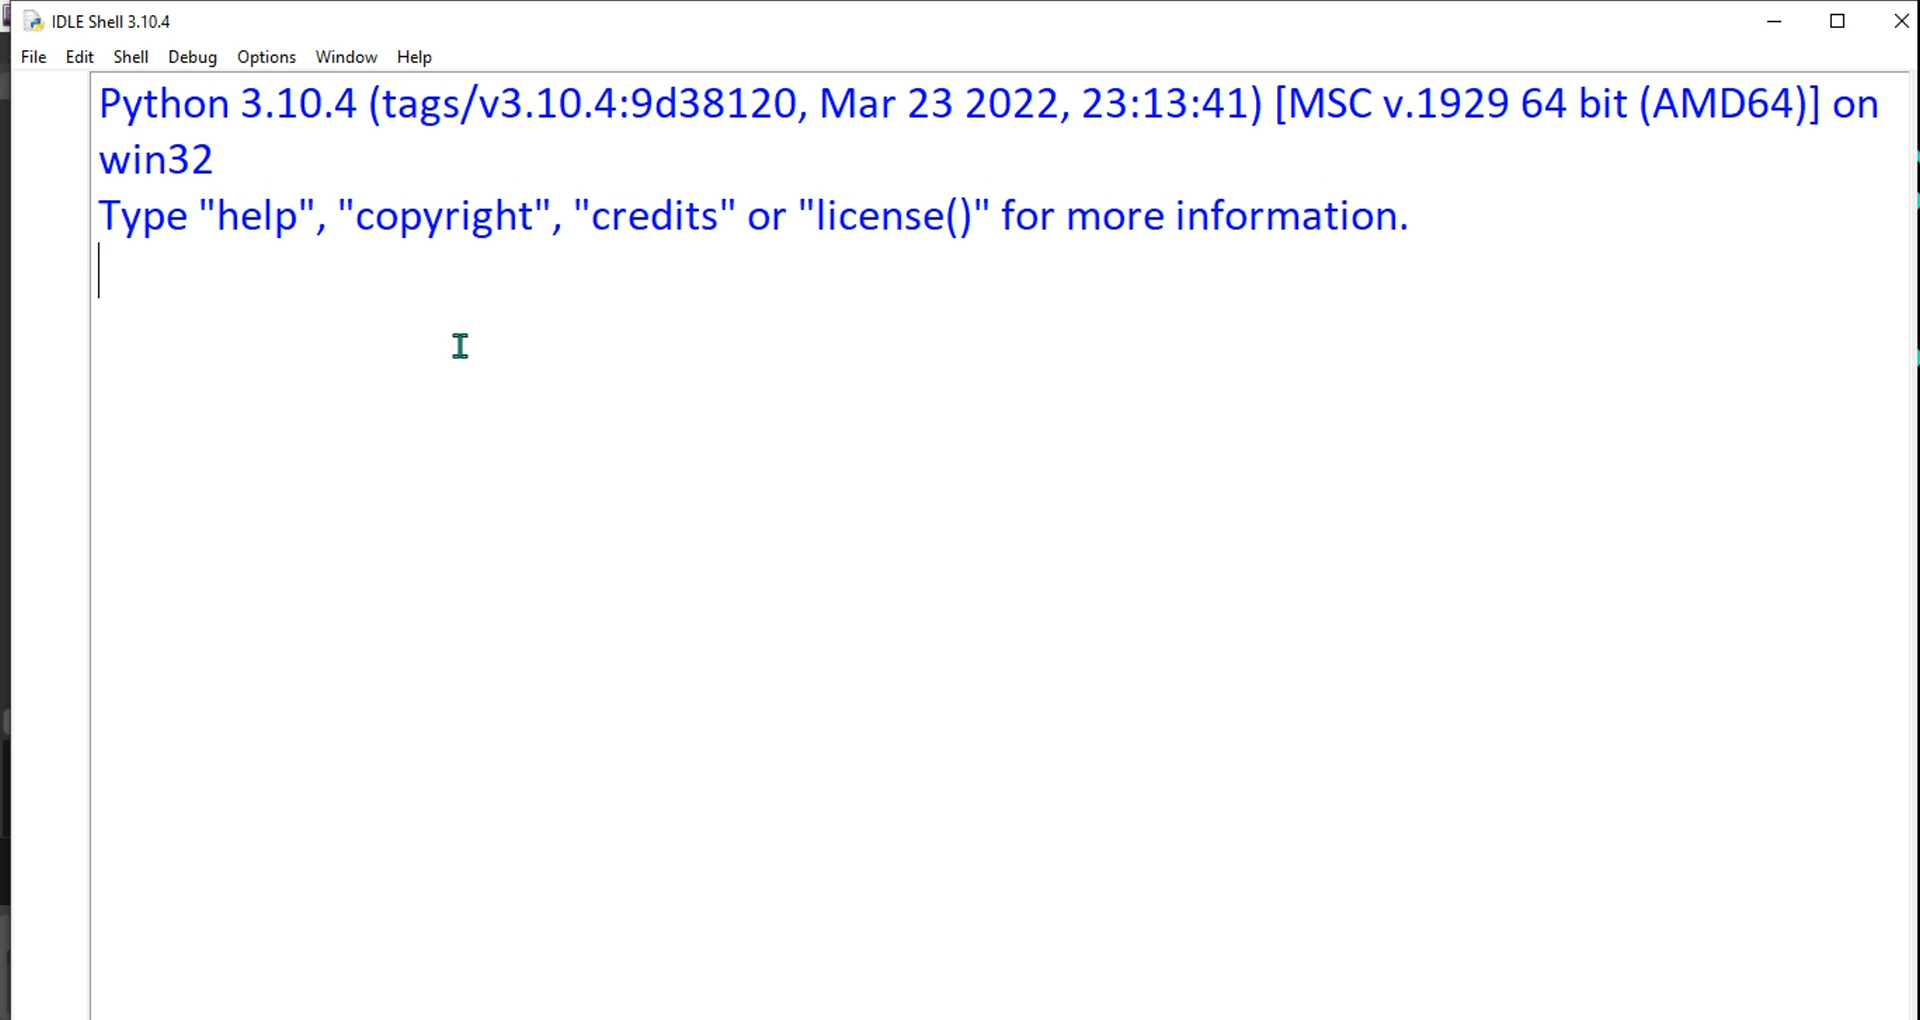 IDLE Shell 3.10.4
File Edit Shell Debug Options Window Help
Python 3.10.4 (tags/v3.10.4:9d38120, Mar 23 2022, 23:13:41) [MSC v.1929 64 bit (AMD64)] on
win32
Type "help", "copyright", "credits" or "license()" for more information.